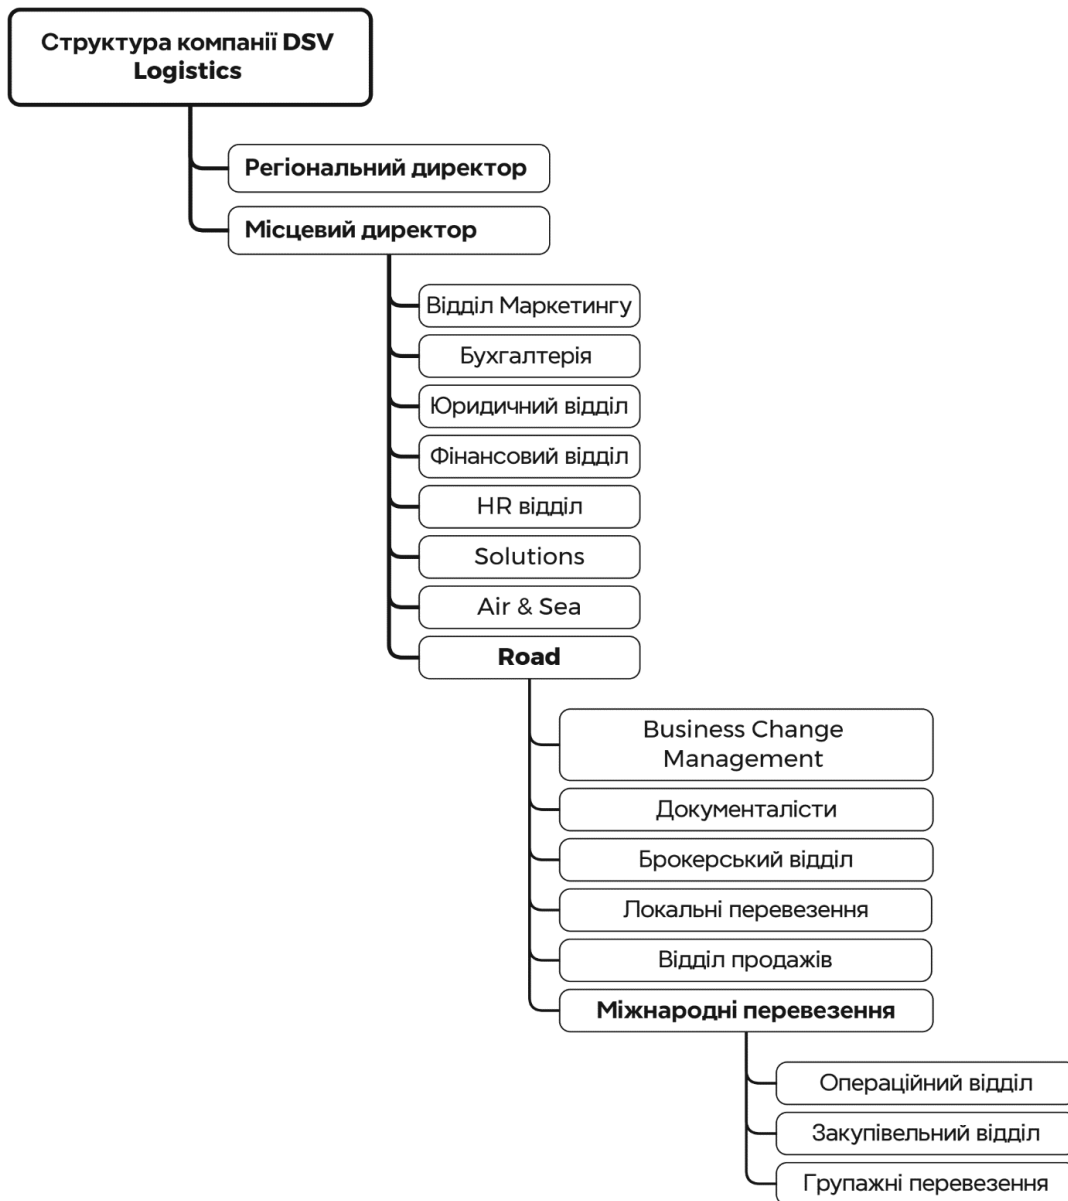 Структура компанії DSV
Logistics
Регіональний директор
Місцевий директор
Відділ Маркетингу
Бухгалтерія
Юридичний відділ
Фінансовий відділ
HR відділ
Solutions
Air & Sea
Road
Business Change
Management
Документалісти
Брокерський відділ
Локальні перевезення
Відділ продажів
Міжнародні перевезення
Операційний відділ
Закупівельний відділ
Групажні перевезення